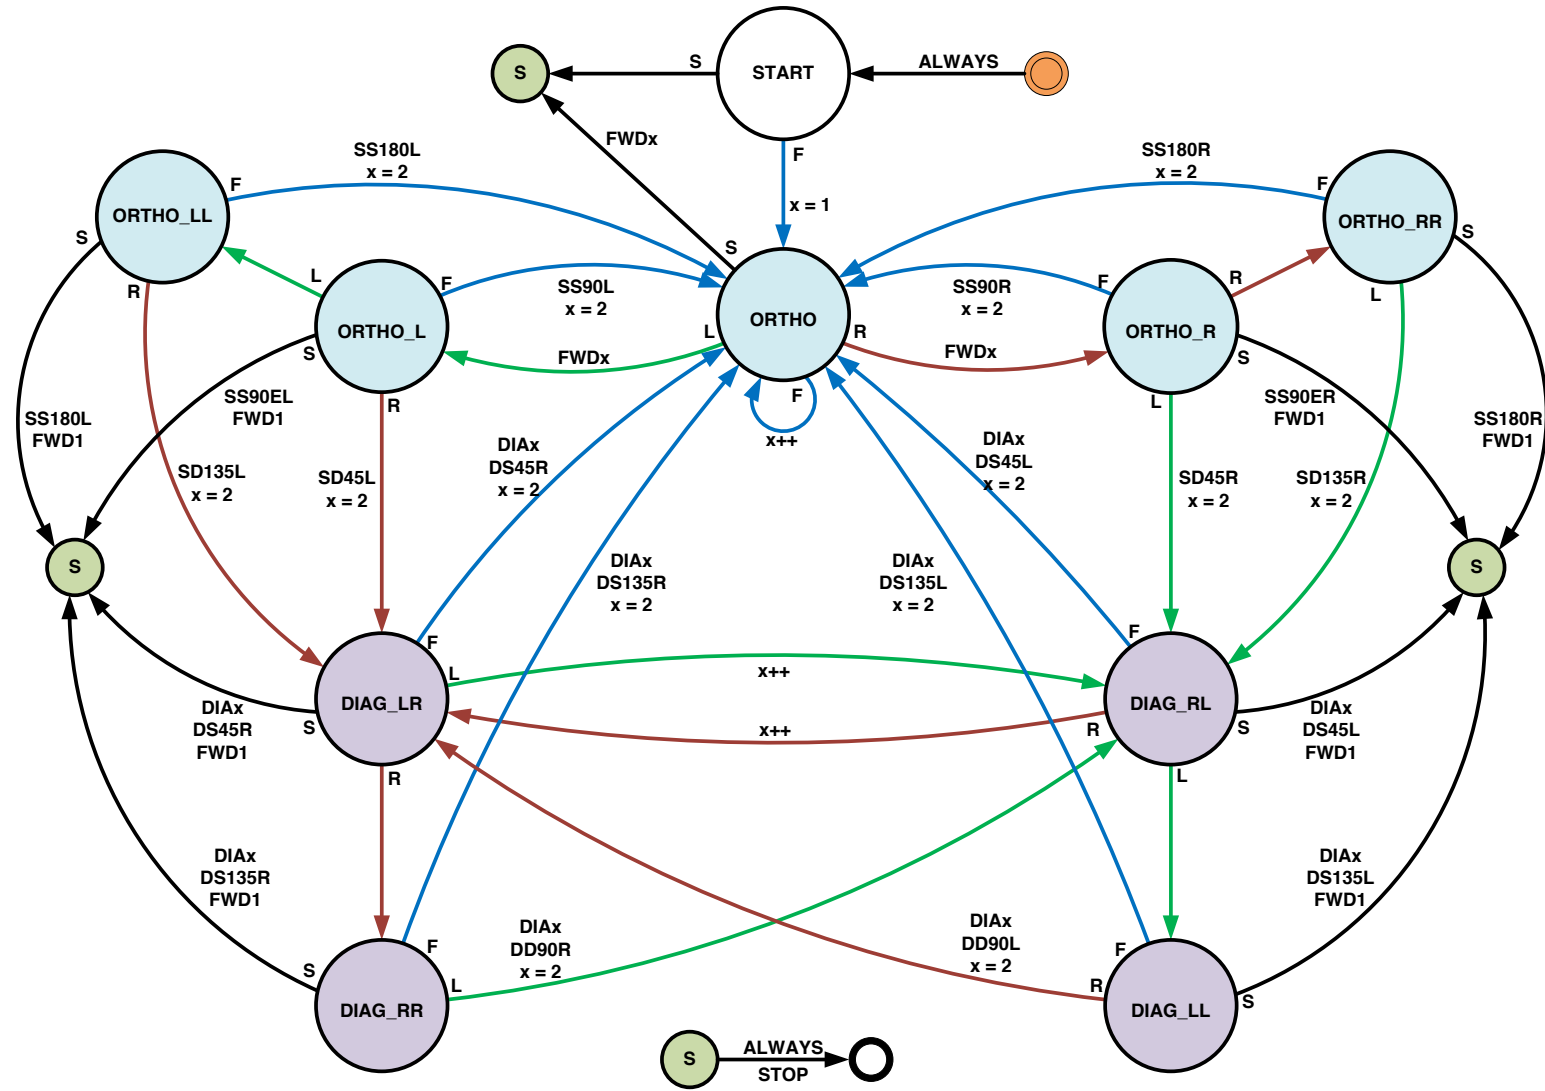 S
S
START
ALWAYS
FWDx
F
x = 1
SS180L
x = 2
SS180R
x = 2
F
ORTHO_LL
S
R
F
ORTHO_RR
S
L
L
F
ORTHO_L
S
R
SS90L
x = 2
FWDx
S
L
ORTHO
R
F
x++
SS90R
x = 2
FWDx
F
R
ORTHO_R
S
L
SS180L
FWD1
SS90EL
FWD1
SD135L
x = 2
SD45L
x = 2
DIAx
DS45R
x = 2
DIAx
DS45L
x = 2
SD45R
x = 2
SS90ER
FWD1
SD135R
x = 2
SS180R
FWD1
S
DIAx
DS135R
x = 2
DIAx
DS135L
x = 2
S
F
L
DIAG_LR
S
R
x++
x++
F
DIAG_RL
R
S
L
DIAx
DS45R
FWD1
DIAx
DS45L
FWD1
DIAx
DS135R
FWD1
DIAx
DS135L
FWD1
S
F
L
DIAG_RR
DIAx
DD90R
x = 2
DIAx
DD90L
x = 2
F
R
DIAG_LL
S
S
ALWAYS
STOP